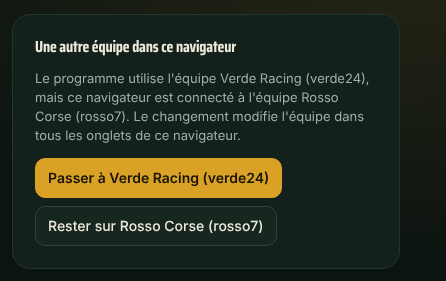 Une autre équipe dans ce navigateur
Le programme utilise l'équipe Verde Racing (verde24),
mais ce navigateur est connecté à l'équipe Rosso
Corse (rosso7). Le changement modifie l'équipe dans
tous les onglets de ce navigateur.
Passer à Verde Racing (verde24)
Rester sur Rosso Corse (rosso7)